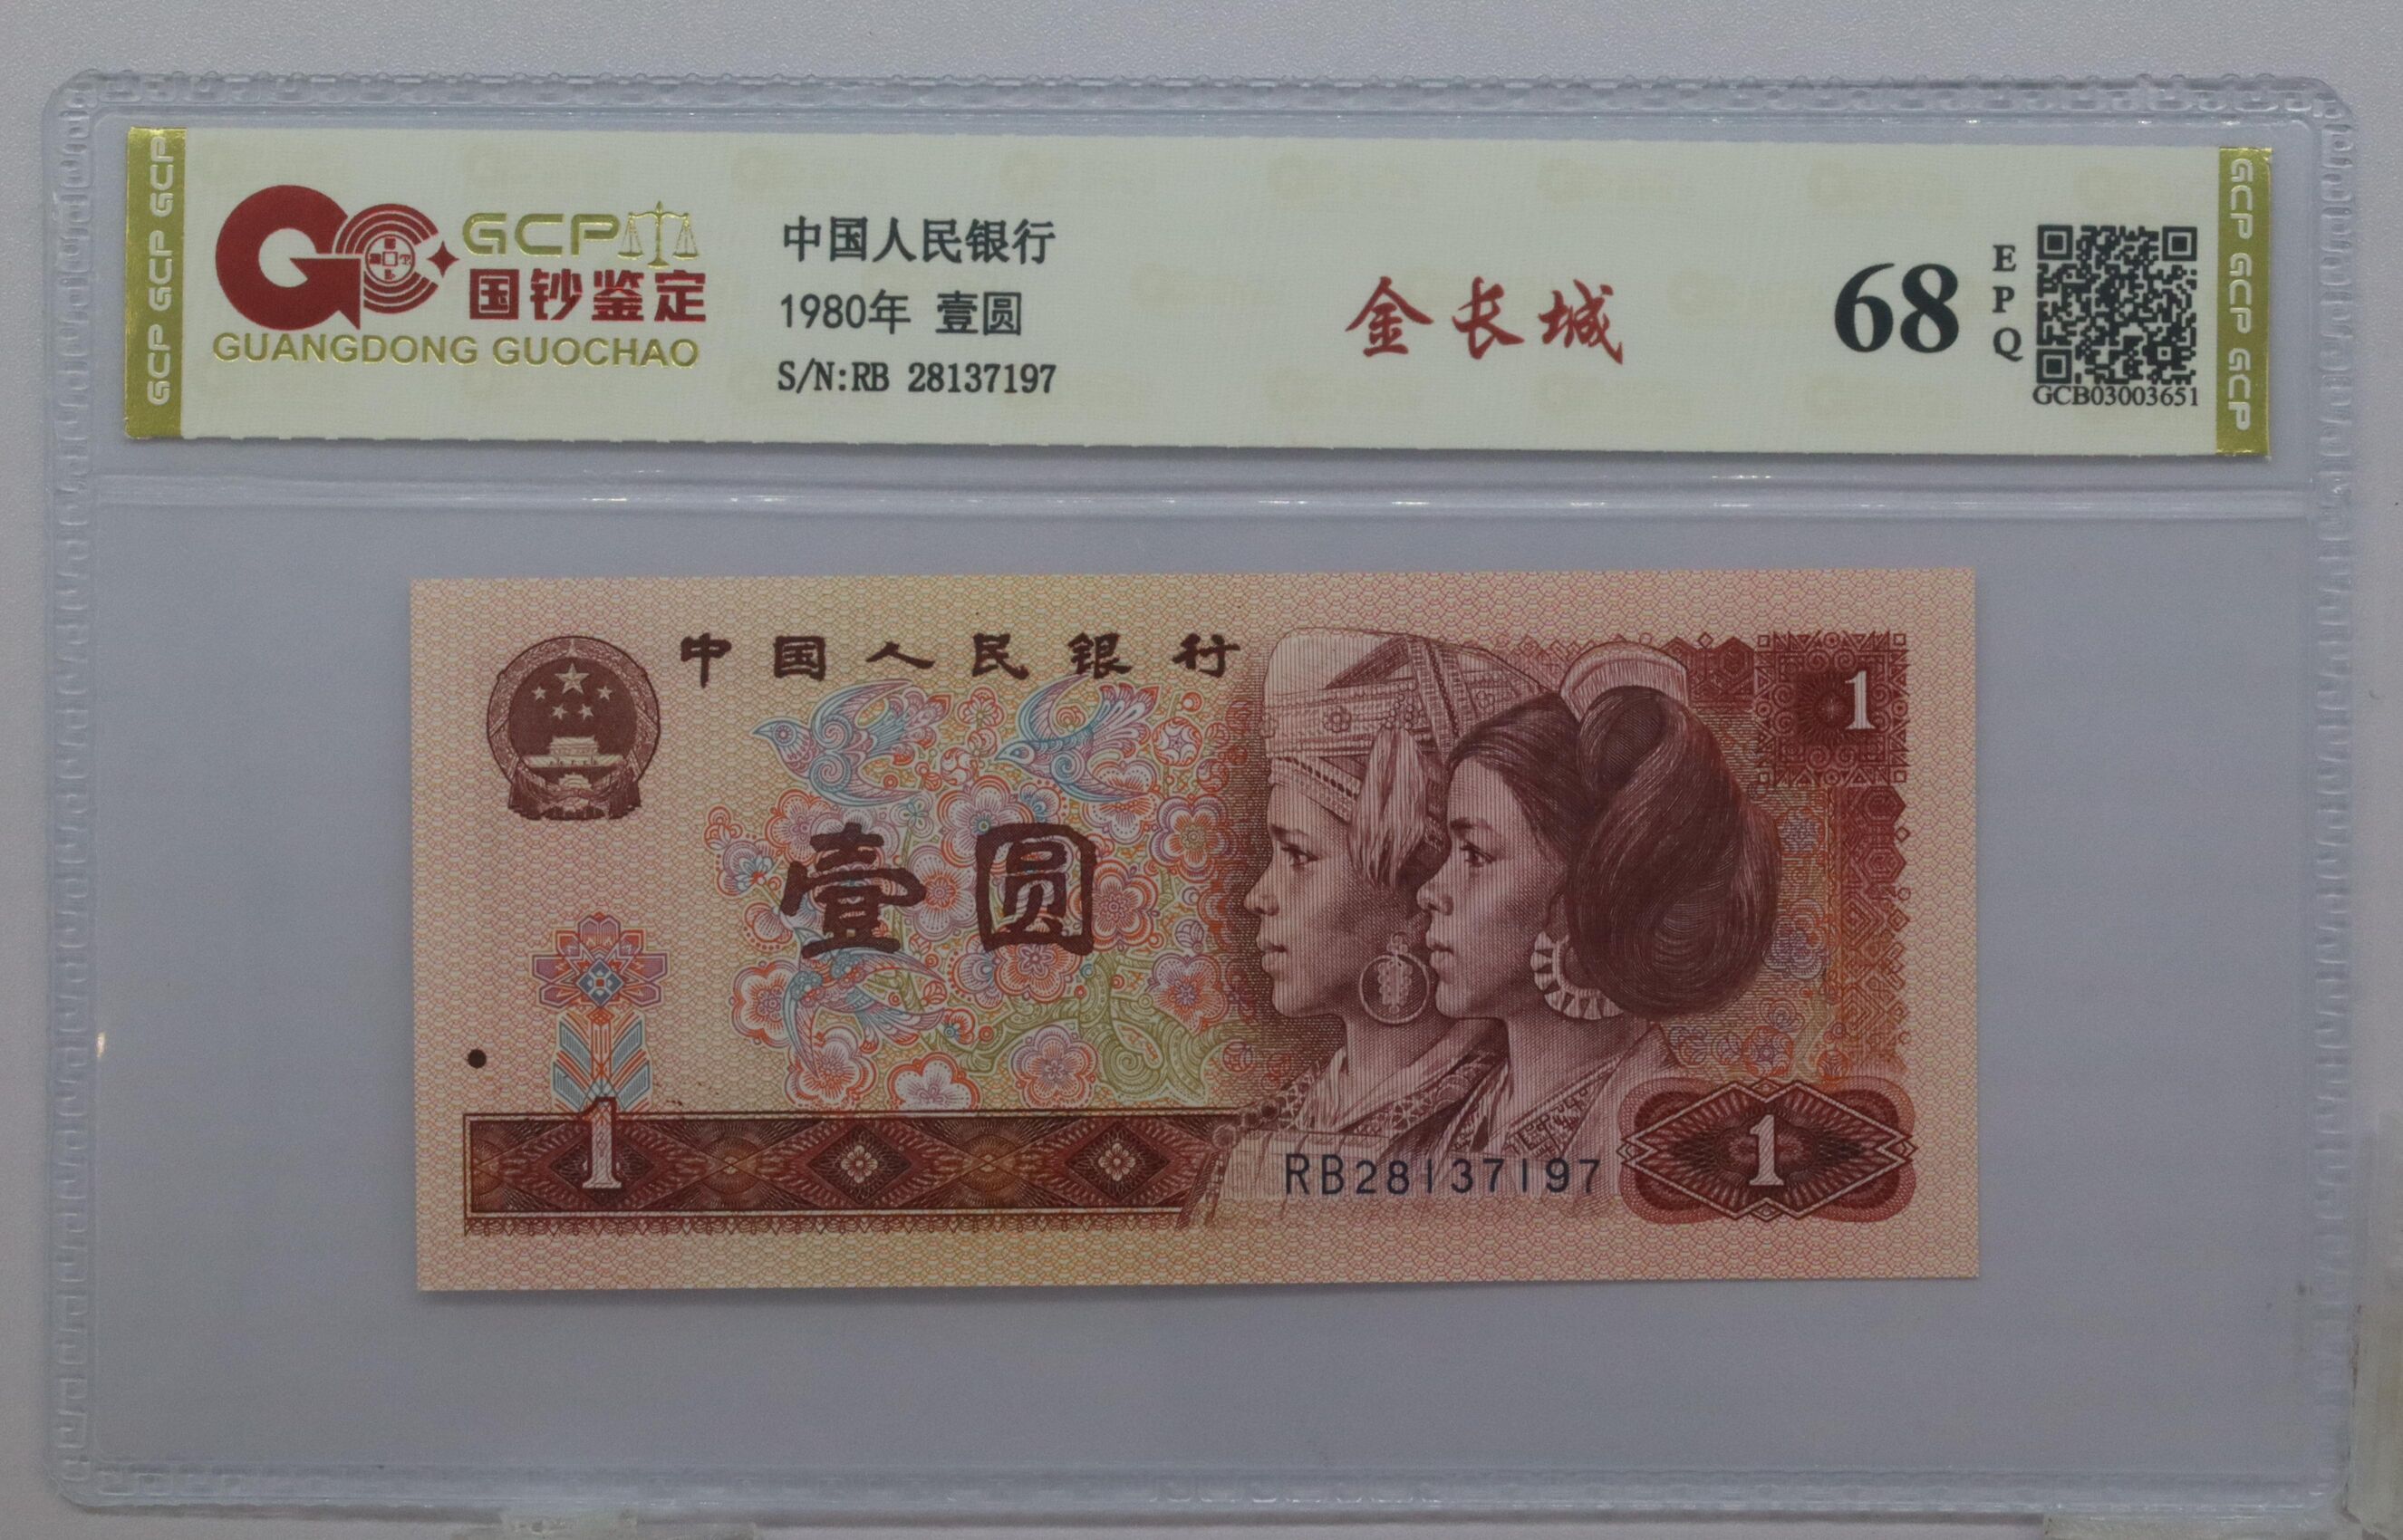 GCP GCP GCP
GCP
国钞鉴定
GUANGDONG GUOCHAO
中国人民银行
1980年 壹圆
S/N:RB 28137197
金长城
68
EPQ
GCB03003651
GCP GCP GCP
中国人民银行
1
壹圆
1
RB28137197
1